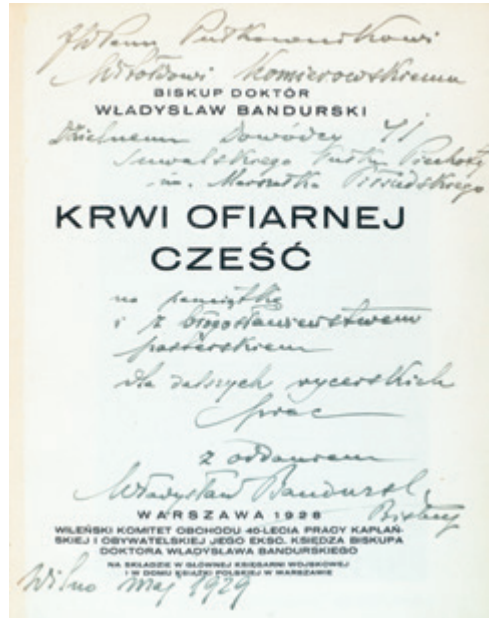 JWPanu Pułkownikowi
Witoldowi Komierowskiemu
BISKUP DOKTÓR
WŁADYSŁAW BANDURSKI
Dzielnemu Dowódcy 41
Suwalskiego Pułku Piechoty
im. Marszałka Piłsudskiego
KRWI OFIARNEJ
CZEŚĆ
na pamiątkę
i z błogosławieństwem
pasterskiem
dla dalszych rycerskich
prac
z oddaniem
Władysław Bandurski
Biskup
WARSZAWA 1928
WILEŃSKI KOMITET OBCHODU 40-LECIA PRACY KAPŁAŃ-
SKIEJ I OBYWATELSKIEJ JEGO EKSC. KSIĘDZA BISKUPA
DOKTORA WŁADYSŁAWA BANDURSKIEGO
NA SKŁADZIE W GŁÓWNEJ KSIĘGARNI WOJSKOWEJ
I W DOMU KSIĄŻKI POLSKIEJ W WARSZAWIE
Wilno maj 1929